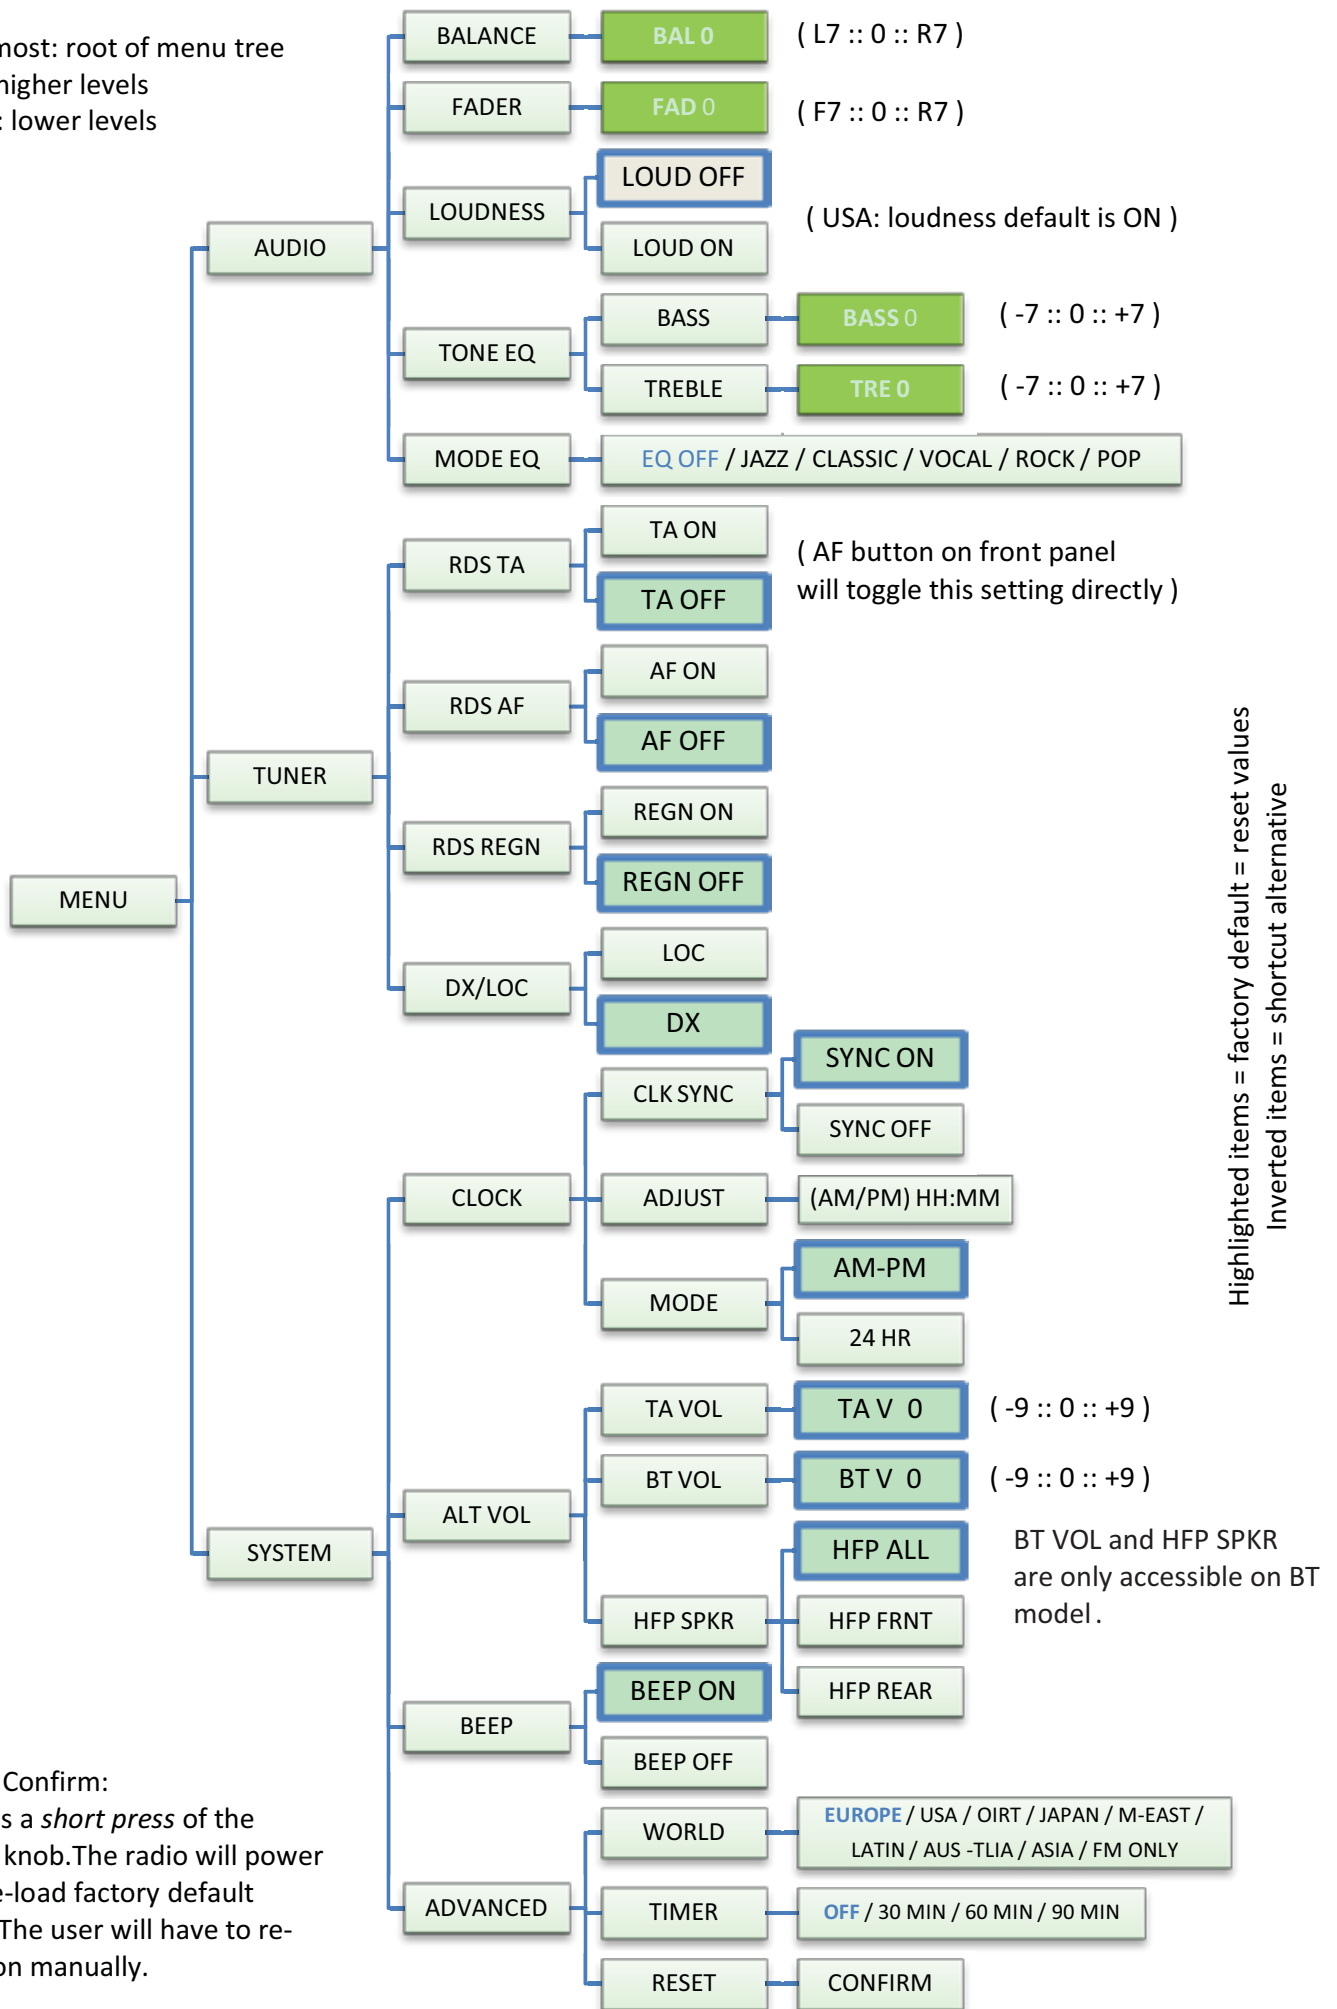 most: root of menu tree
higher levels
: lower levels
BALANCE
BAL 0
( L7 :: 0 :: R7 )
FADER
FAD 0
( F7 :: 0 :: R7 )
LOUDNESS
LOUD OFF
LOUD ON
( USA: loudness default is ON )
AUDIO
TONE EQ
BASS
BASS 0
( -7 :: 0 :: +7 )
TREBLE
TRE 0
( -7 :: 0 :: +7 )
MODE EQ
EQ OFF / JAZZ / CLASSIC / VOCAL / ROCK / POP
RDS TA
TA ON
TA OFF
( AF button on front panel
will toggle this setting directly )
RDS AF
AF ON
AF OFF
TUNER
RDS REGN
REGN ON
REGN OFF
MENU
DX/LOC
LOC
DX
Highlighted items = factory default = reset values
Inverted items = shortcut alternative
CLOCK
CLK SYNC
SYNC ON
SYNC OFF
ADJUST
(AM/PM) HH:MM
MODE
AM-PM
24 HR
SYSTEM
ALT VOL
TA VOL
TA V 0
( -9 :: 0 :: +9 )
BT VOL
BT V 0
( -9 :: 0 :: +9 )
HFP SPKR
HFP ALL
HFP FRNT
HFP REAR
BT VOL and HFP SPKR
are only accessible on BT
model .
BEEP
BEEP ON
BEEP OFF
ADVANCED
WORLD
EUROPE / USA / OIRT / JAPAN / M-EAST /
LATIN / AUS -TLIA / ASIA / FM ONLY
TIMER
OFF / 30 MIN / 60 MIN / 90 MIN
RESET
CONFIRM
Confirm:
s a short press of the
knob.The radio will power
e-load factory default
The user will have to re-
on manually.